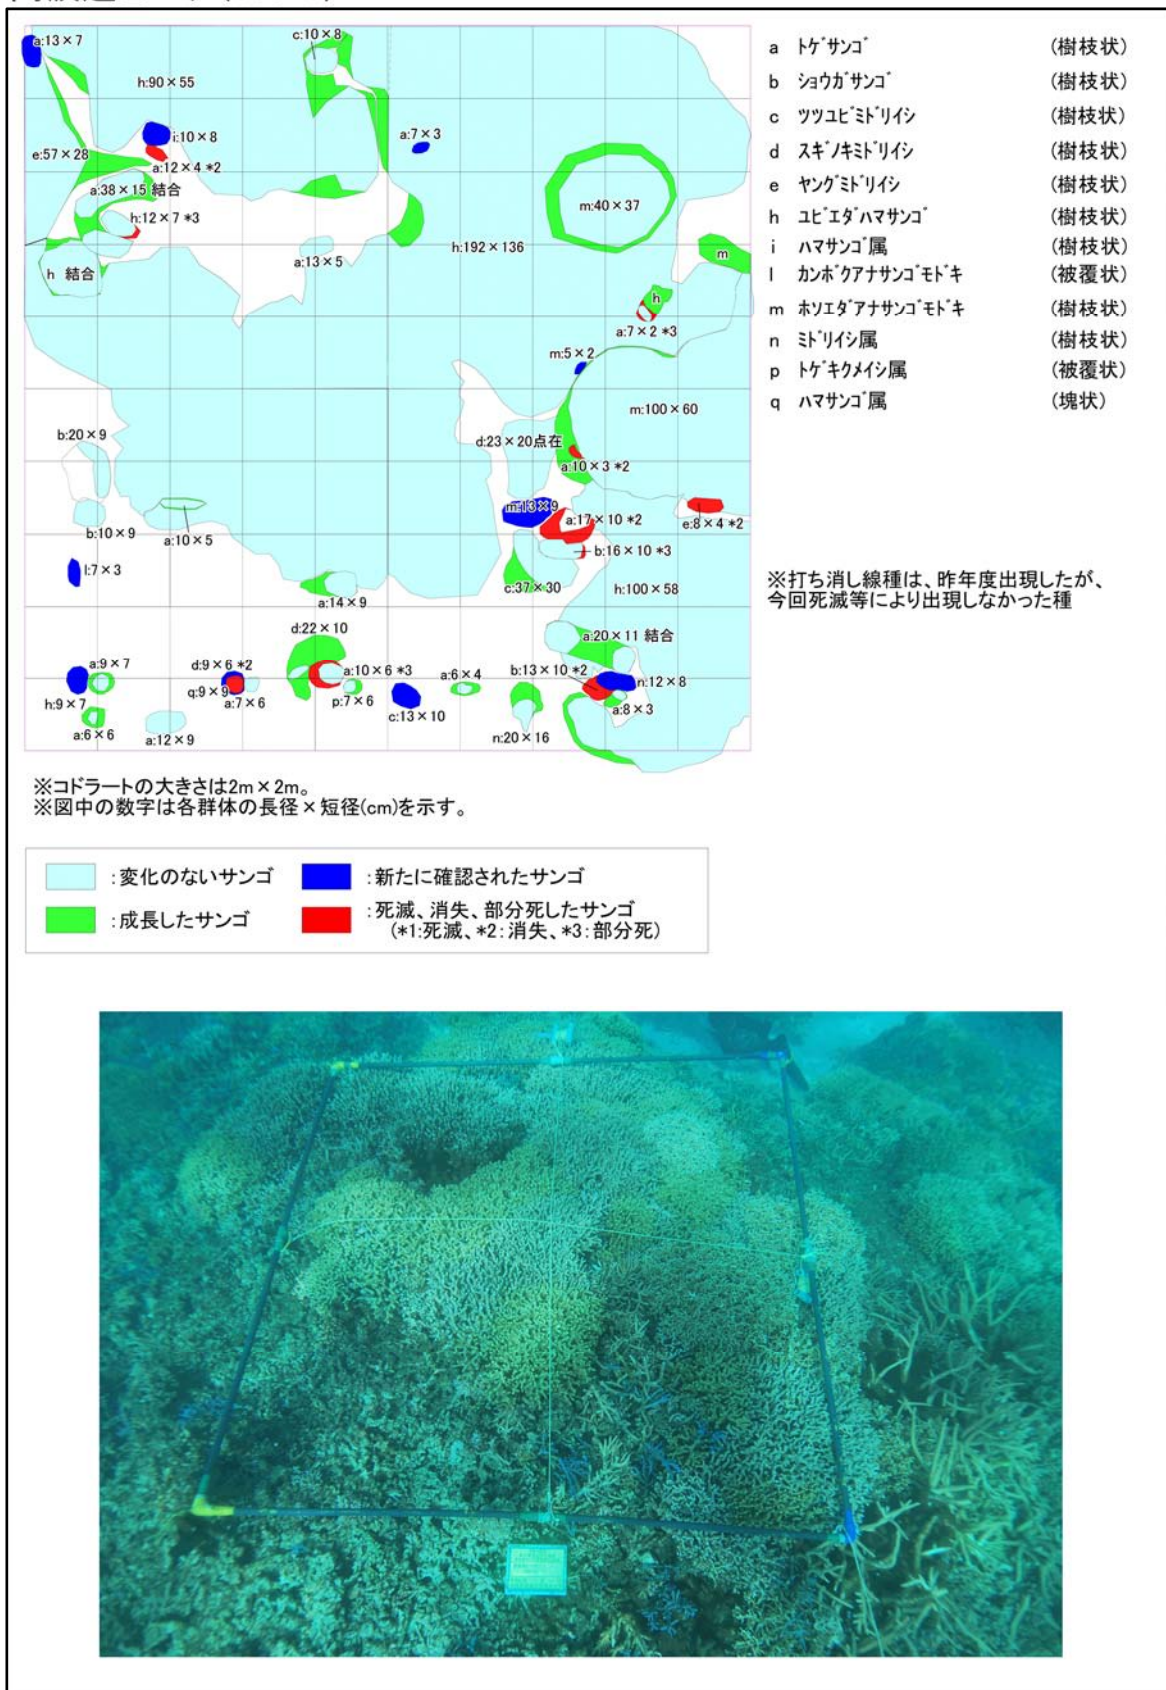 a:13×7
c:10×8
h:90×55
i:10×8
a:7×3
e:57×28
a:12×4 *2
a:38×15 結合
m:40×37
h:12×7 *3
h:192×136
a:13×5
m
h 結合
h
a:7×2 *3
m:5×2
m:100×60
b:20×9
d:23×20点在
a:10×3 *2
m:13×9
a:17×10 *2
e:8×4 *2
b:10×9
a:10×5
b:16×10 *3
l:7×3
c:37×30
h:100×58
a:14×9
d:22×10
a:20×11 結合
a:9×7
d:9×6 *2
a:10×6 *3
a:6×4
b:13×10 *2
n:12×8
q:9×9
h:9×7
a:7×6
p:7×6
c:13×10
a:8×3
a:6×6
a:12×9
n:20×16
a トゲサンゴ (樹枝状)
b ショウガサンゴ (樹枝状)
c ツツユビミドリイシ (樹枝状)
d スギノキミドリイシ (樹枝状)
e ヤングミドリイシ (樹枝状)
h ユビエダハマサンゴ (樹枝状)
i ハマサンゴ属 (樹枝状)
l カンボクアナサンゴモドキ (被覆状)
m ホソエダアナサンゴモドキ (樹枝状)
n ミドリイシ属 (樹枝状)
p トゲキクメイシ属 (被覆状)
q ハマサンゴ属 (塊状)
※打ち消し線種は、昨年度出現したが、
今回死滅等により出現しなかった種
※コドラートの大きさは2m×2m。
※図中の数字は各群体の長径×短径(cm)を示す。
:変化のないサンゴ
:新たに確認されたサンゴ
:成長したサンゴ
:死滅、消失、部分死したサンゴ
(*1:死滅、*2:消失、*3:部分死)